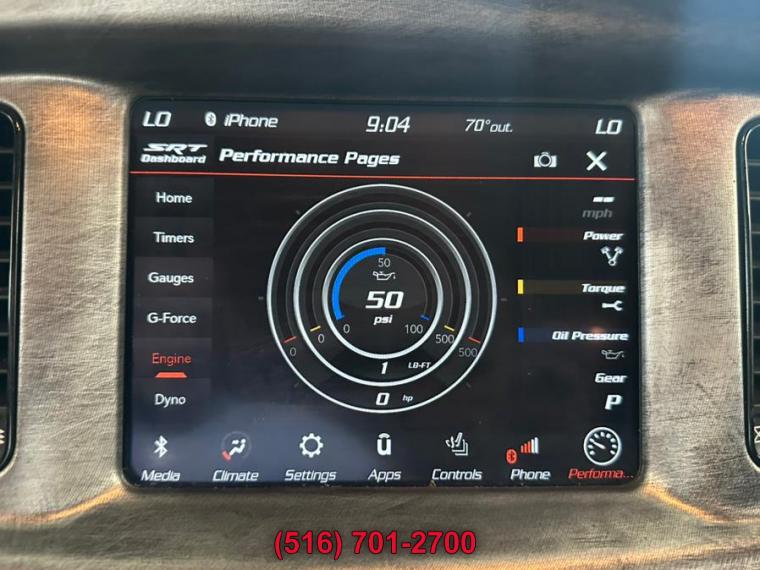 LO iPhone 9:04 70°out. LO
SRT Dashboard Performance Pages
Home
Timers
Gauges
G-Force
Engine
Dyno
50
50
psi
0
100
0
0
500
500
1 LB-FT
0 hp
-- mph
Power
Torque
Oil Pressure
Gear
P
Media Climate Settings Apps Controls Phone Performa...
(516) 701-2700